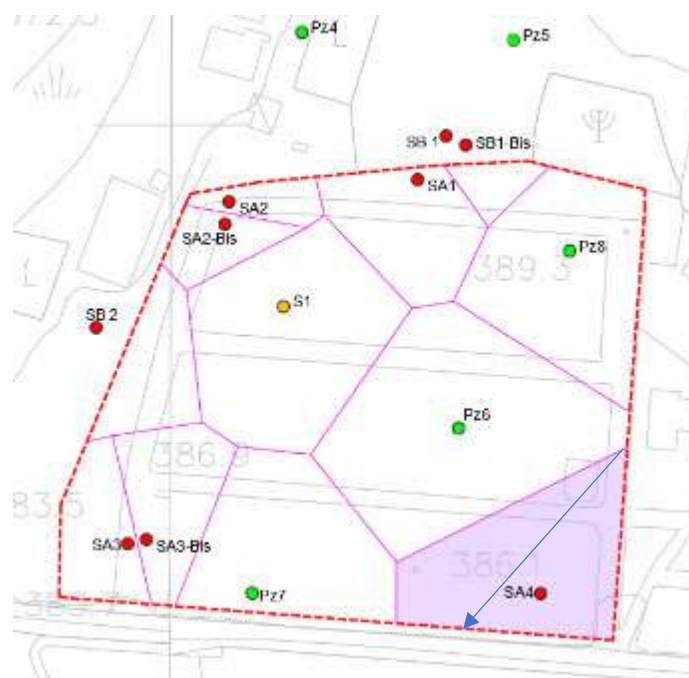 Pz4
Pz5
SB 1
SB1-Bis
SA1
SA2
SA2-Bis
Pz8
389.3
S1
SB 2
Pz6
386.9
83.5
SA3
SA3-Bis
386.1
SA4
Pz7